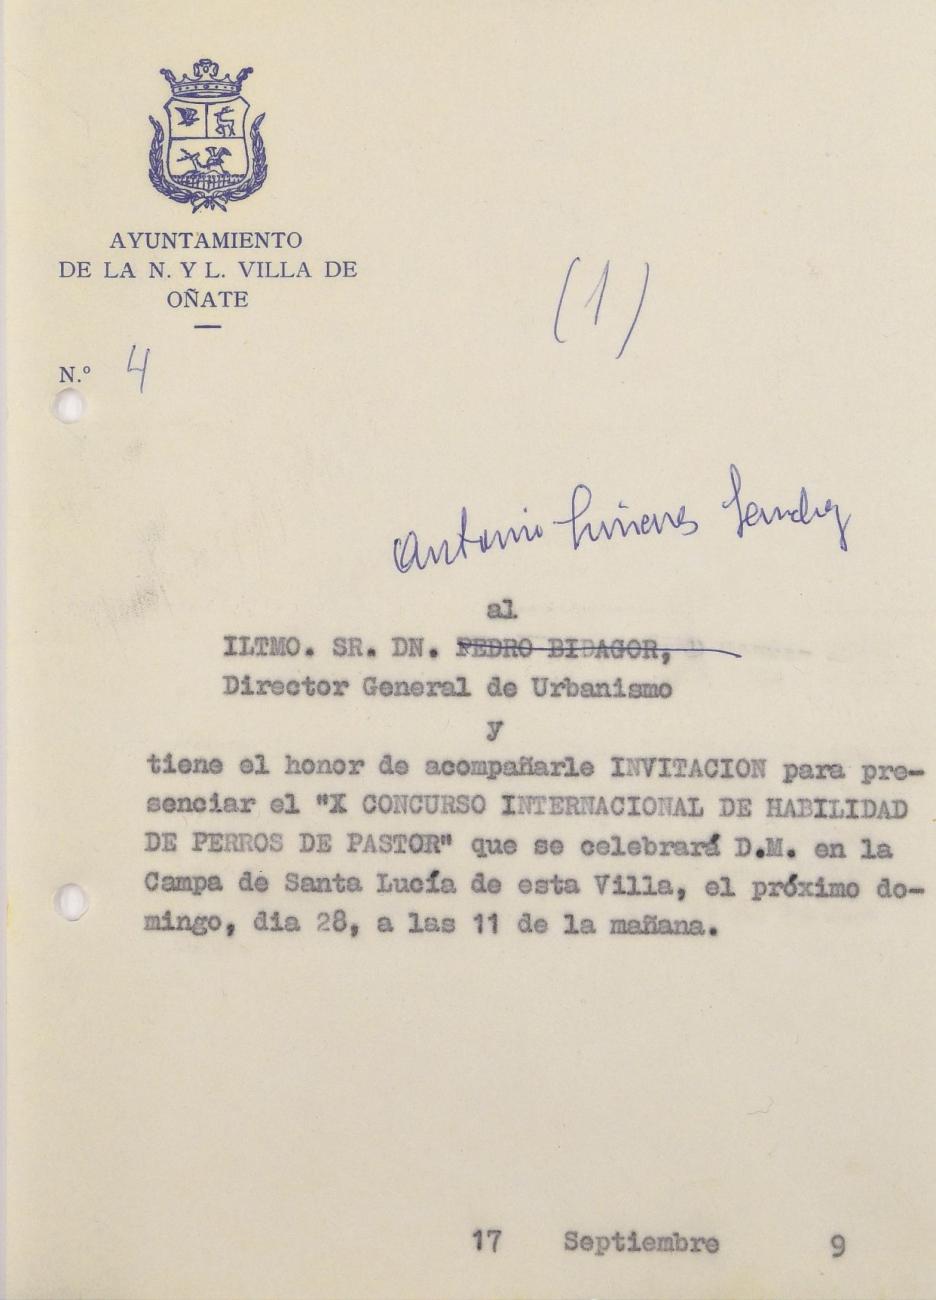 AYUNTAMIENTO
DE LA N. Y L. VILLA DE
OÑATE
(1)
N.º 4
Antonio Linares
al
ILTMO. SR. DN. PEDRO BIDAGOR,
Director General de Urbanismo
y
tiene el honor de acompañarle INVITACION para pre-
senciar el "X CONCURSO INTERNACIONAL DE HABILIDAD
DE PERROS DE PASTOR" que se celebrará D.M. en la
Campa de Santa Lucía de esta Villa, el próximo do-
mingo, dia 28, a las 11 de la mañana.
17 Septiembre 9